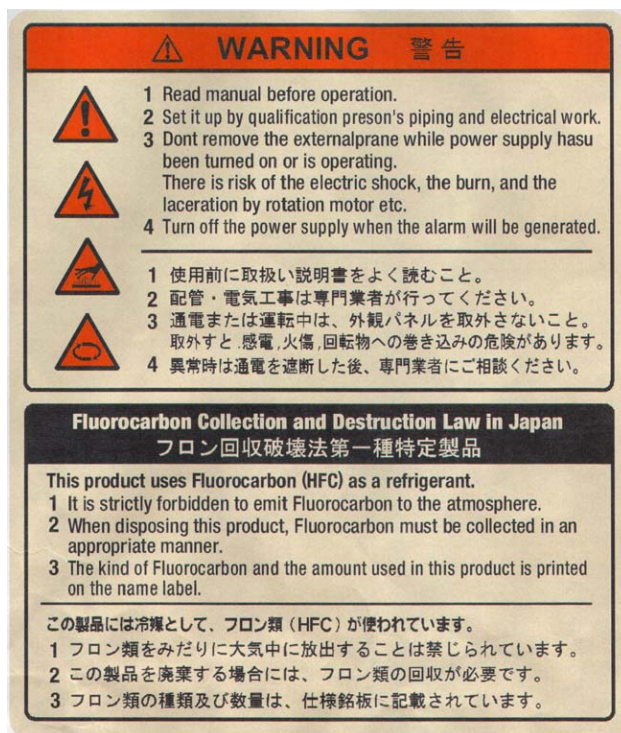 WARNING 警告
1 Read manual before operation.
2 Set it up by qualification preson's piping and electrical work.
3 Dont remove the externalprane while power supply hasu
been turned on or is operating.
There is risk of the electric shock, the burn, and the
laceration by rotation motor etc.
4 Turn off the power supply when the alarm will be generated.
1 使用前に取扱い説明書をよく読むこと。
2 配管・電気工事は専門業者が行ってください。
3 通電または運転中は、外観パネルを取外さないこと。
取外すと.感電,火傷,回転物への巻き込みの危険があります。
4 異常時は通電を遮断した後、専門業者にご相談ください。
Fluorocarbon Collection and Destruction Law in Japan
フロン回収破壊法第一種特定製品
This product uses Fluorocarbon (HFC) as a refrigerant.
1 It is strictly forbidden to emit Fluorocarbon to the atmosphere.
2 When disposing this product, Fluorocarbon must be collected in an
appropriate manner.
3 The kind of Fluorocarbon and the amount used in this product is printed
on the name label.
この製品には冷媒として、フロン類（HFC）が使われています。
1 フロン類をみだりに大気中に放出することは禁じられています。
2 この製品を廃棄する場合には、フロン類の回収が必要です。
3 フロン類の種類及び数量は、仕様銘板に記載されています。